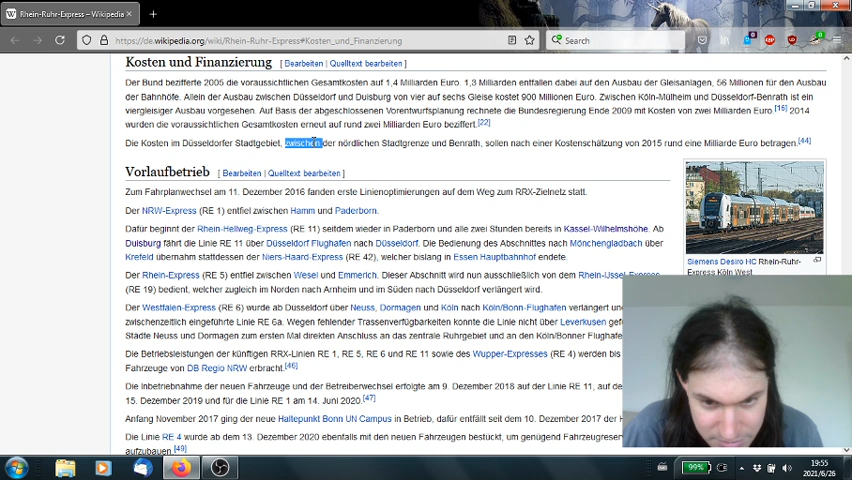 Rhein-Ruhr-Express – Wikipedia
https://de.wikipedia.org/wiki/Rhein-Ruhr-Express#Kosten_und_Finanzierung
Search
Kosten und Finanzierung [ Bearbeiten | Quelltext bearbeiten ]
Der Bund bezifferte 2005 die voraussichtlichen Gesamtkosten auf 1,4 Milliarden Euro. 1,3 Milliarden entfallen dabei auf den Ausbau der Gleisanlagen, 56 Millionen für den Ausbau
der Bahnhöfe. Allein der Ausbau zwischen Düsseldorf und Duisburg von vier auf sechs Gleise kostet 900 Millionen Euro. Zwischen Köln-Mülheim und Düsseldorf-Benrath ist ein
viergleisiger Ausbau vorgesehen. Auf Basis der abgeschlossenen Vorentwurfsplanung rechnete die Bundesregierung Ende 2009 mit Kosten von zwei Milliarden Euro.[16] 2014
wurden die voraussichtlichen Gesamtkosten erneut auf rund zwei Milliarden Euro beziffert.[22]
Die Kosten im Düsseldorfer Stadtgebiet, zwischen der nördlichen Stadtgrenze und Benrath, sollen nach einer Kostenschätzung von 2015 rund eine Milliarde Euro betragen.[44]
Vorlaufbetrieb [ Bearbeiten | Quelltext bearbeiten ]
Zum Fahrplanwechsel am 11. Dezember 2016 fanden erste Linienoptimierungen auf dem Weg zum RRX-Zielnetz statt.
Der NRW-Express (RE 1) entfiel zwischen Hamm und Paderborn.
Dafür beginnt der Rhein-Hellweg-Express (RE 11) seitdem wieder in Paderborn und alle zwei Stunden bereits in Kassel-Wilhelmshöhe. Ab
Duisburg fährt die Linie RE 11 über Düsseldorf Flughafen nach Düsseldorf. Die Bedienung des Abschnittes nach Mönchengladbach über
Krefeld übernahm stattdessen der Niers-Haard-Express (RE 42), welcher bislang in Essen Hauptbahnhof endete.
Der Rhein-Express (RE 5) entfiel zwischen Wesel und Emmerich. Dieser Abschnitt wird nun ausschließlich von dem Rhein-IJssel-Express
(RE 19) bedient, welcher zugleich im Norden nach Arnheim und im Süden nach Düsseldorf verlängert wird.
Der Westfalen-Express (RE 6) wurde ab Düsseldorf über Neuss, Dormagen und Köln nach Köln/Bonn-Flughafen verlängert und
zwischenzeitlich eingeführte Linie RE 6a. Wegen fehlender Trassenverfügbarkeiten konnte die Linie nicht über Leverkusen
Städte Neuss und Dormagen zum ersten Mal direkten Anschluss an das zentrale Ruhrgebiet und an den Köln/Bonner
Die Betriebsleistungen der künftigen RRX-Linien RE 1, RE 5, RE 6 und RE 11 sowie des Wupper-Expresses (RE 4) werden bis
Fahrzeuge von DB Regio NRW erbracht.[46]
Die Inbetriebnahme der neuen Fahrzeuge und der Betreiberwechsel erfolgte am 9. Dezember 2018 auf der Linie RE 11, auf
15. Dezember 2019 und für die Linie RE 1 am 14. Juni 2020.[47]
Anfang November 2017 ging der neue Haltepunkt Bonn UN Campus in Betrieb, dafür entfällt seit dem 10. Dezember 2017 der
Die Linie RE 4 wurde ab dem 13. Dezember 2020 ebenfalls mit den neuen Fahrzeugen bestückt, um genügend
aufzubauen.[49]
Siemens Desiro HC Rhein-Ruhr-
Express Köln West
99%
19:55
2021/6/26